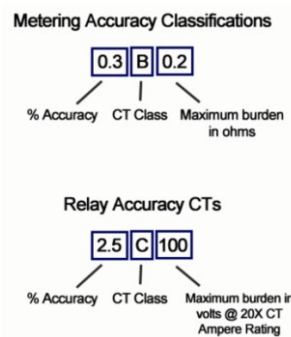 Metering Accuracy Classifications
0.3 B 0.2
% Accuracy CT Class Maximum burden
in ohms
Relay Accuracy CTs
2.5 C 100
% Accuracy CT Class Maximum burden in
volts @ 20X CT
Ampere Rating